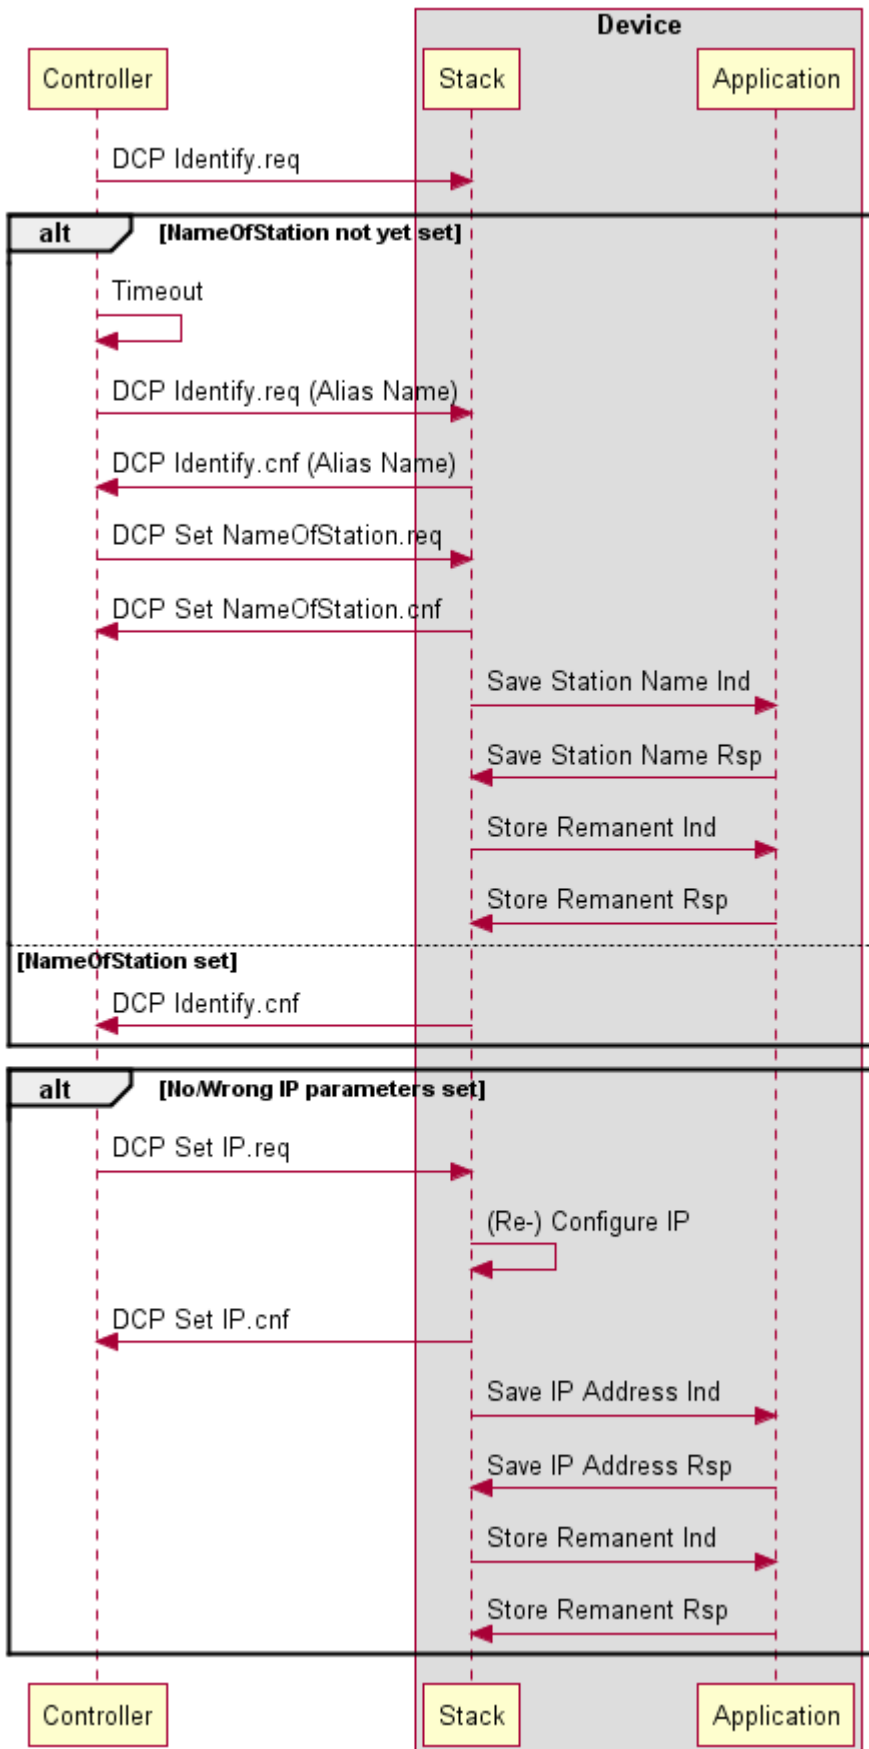 Device
Controller
Stack
Application
DCP Identify.req
alt
[NameOfStation not yet set]
Timeout
DCP Identify.req (Alias Name)
DCP Identify.cnf (Alias Name)
DCP Set NameOfStation.req
DCP Set NameOfStation.cnf
Save Station Name Ind
Save Station Name Rsp
Store Remanent Ind
Store Remanent Rsp
[NameOfStation set]
DCP Identify.cnf
alt
[No/Wrong IP parameters set]
DCP Set IP.req
(Re-) Configure IP
DCP Set IP.cnf
Save IP Address Ind
Save IP Address Rsp
Store Remanent Ind
Store Remanent Rsp
Controller
Stack
Application